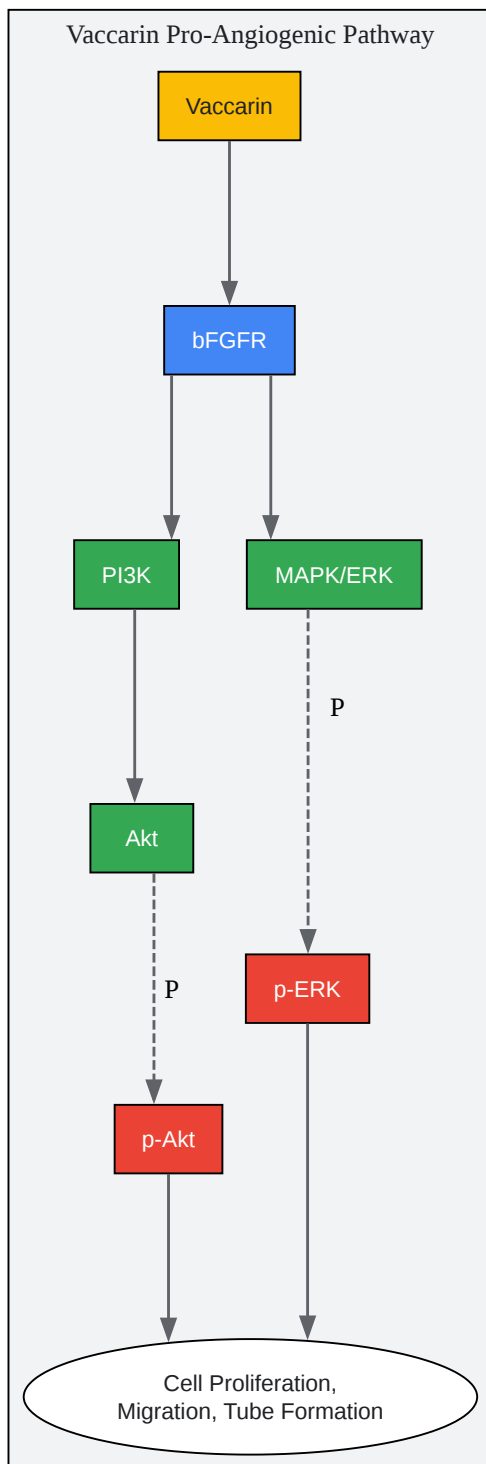 Vaccarin Pro-Angiogenic Pathway
Vaccarin
bFGFR
PI3K
MAPK/ERK
P
Akt
p-ERK
P
p-Akt
Cell Proliferation,
Migration, Tube Formation